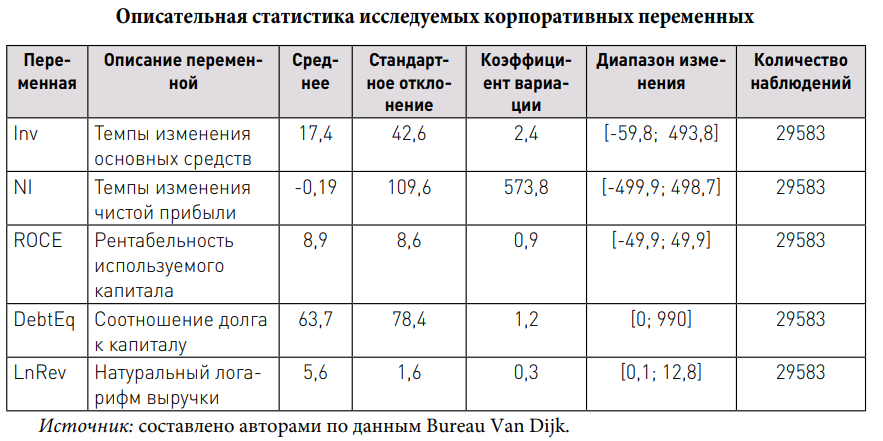 Описательная статистика исследуемых корпоративных переменных
Пере-
менная
Описание перемен-
ной
Сред-
нее
Стандарт-
ное откло-
нение
Коэффици-
ент вариа-
ции
Диапазон изме-
нения
Количество
наблюдений
Inv
Темпы изменения
основных средств
17,4
42,6
2,4
[-59,8; 493,8]
29583
NI
Темпы изменения
чистой прибыли
-0,19
109,6
573,8
[-499,9; 498,7]
29583
ROCE
Рентабельность
используемого
капитала
8,9
8,6
0,9
[-49,9; 49,9]
29583
DebtEq
Соотношение долга
к капиталу
63,7
78,4
1,2
[0; 990]
29583
LnRev
Натуральный лога-
рифм выручки
5,6
1,6
0,3
[0,1; 12,8]
29583
Источник: составлено авторами по данным Bureau Van Dijk.